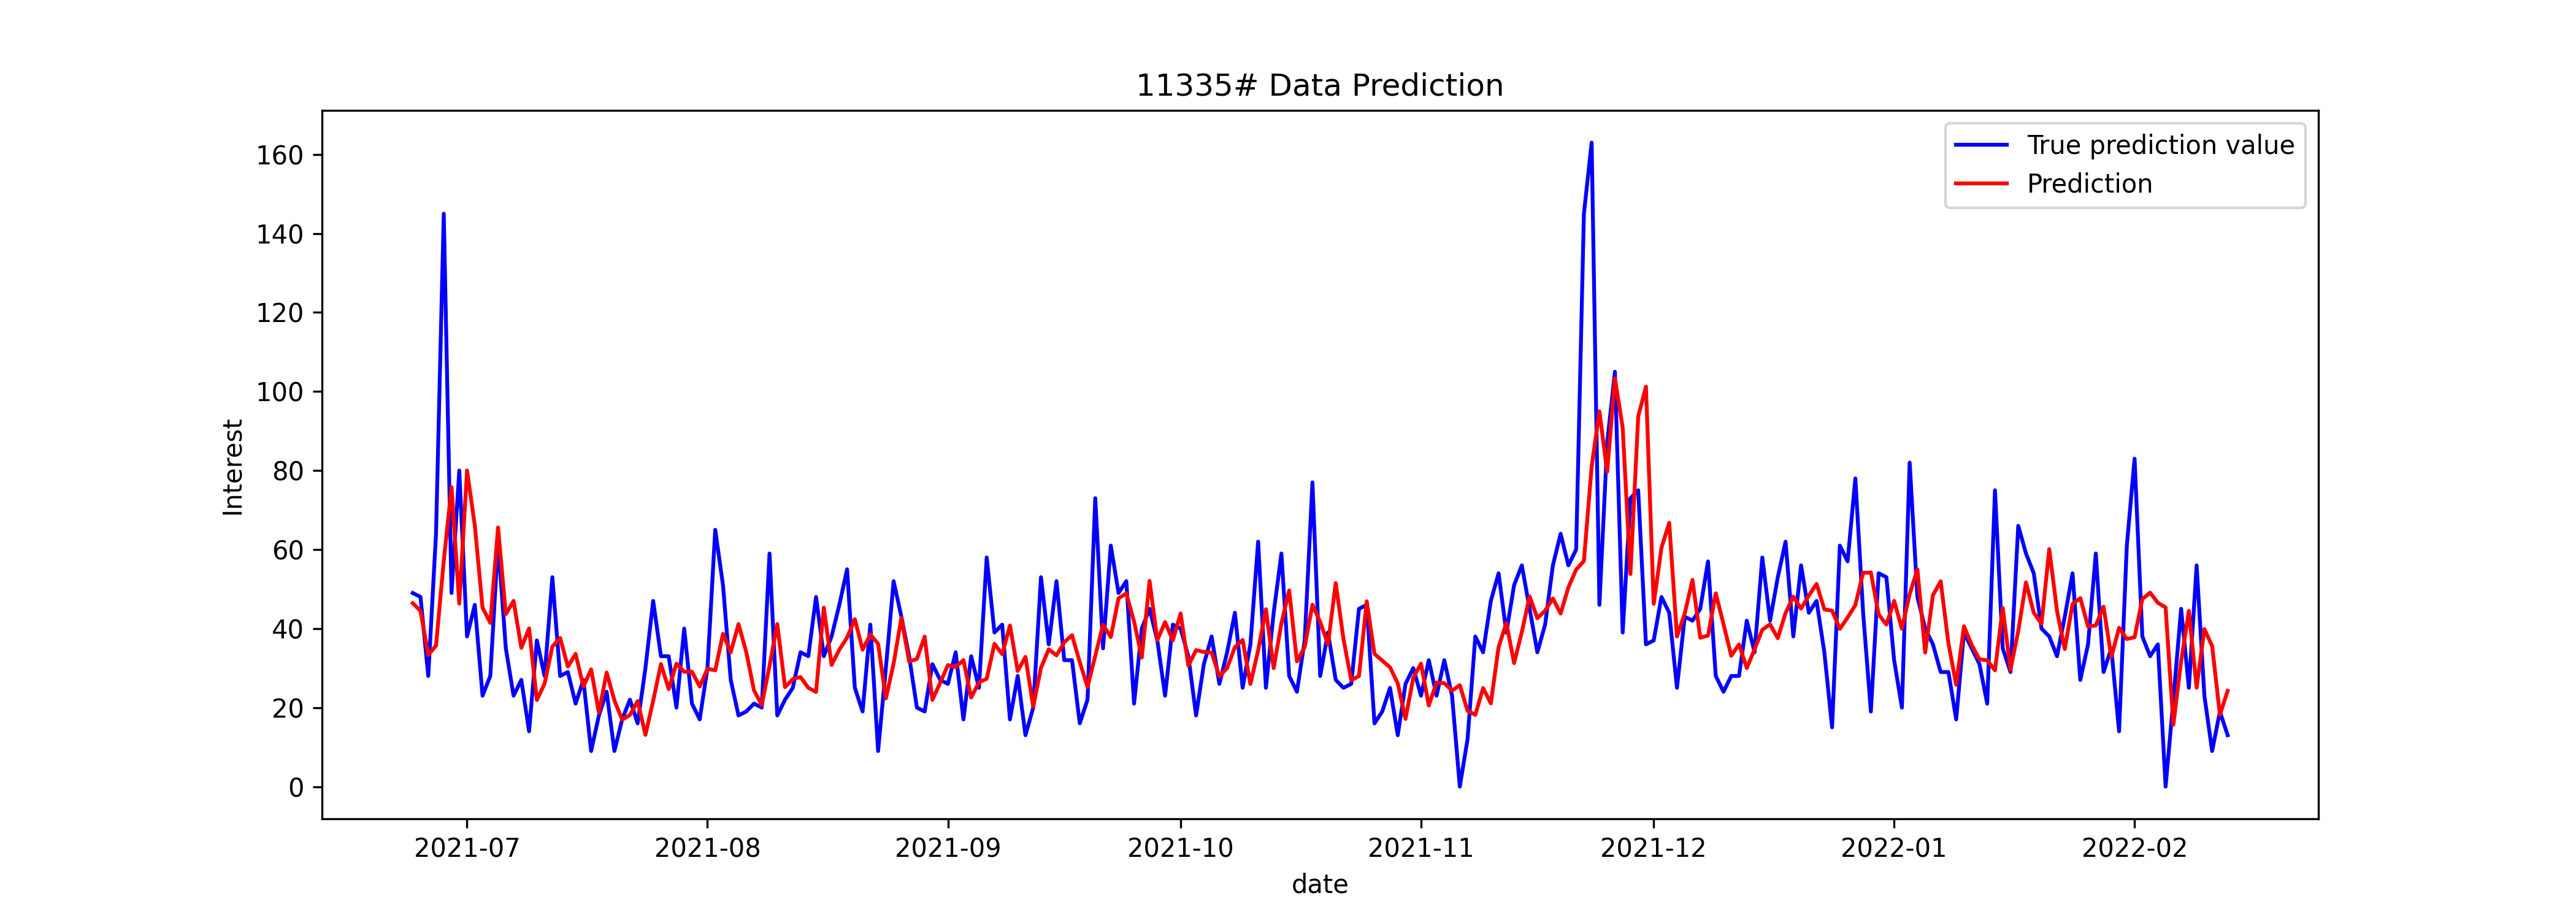 11335# Data Prediction
True prediction value
Prediction
Interest
160
140
120
100
80
60
40
20
0
2021-07 2021-08 2021-09 2021-10 2021-11 2021-12 2022-01 2022-02
date